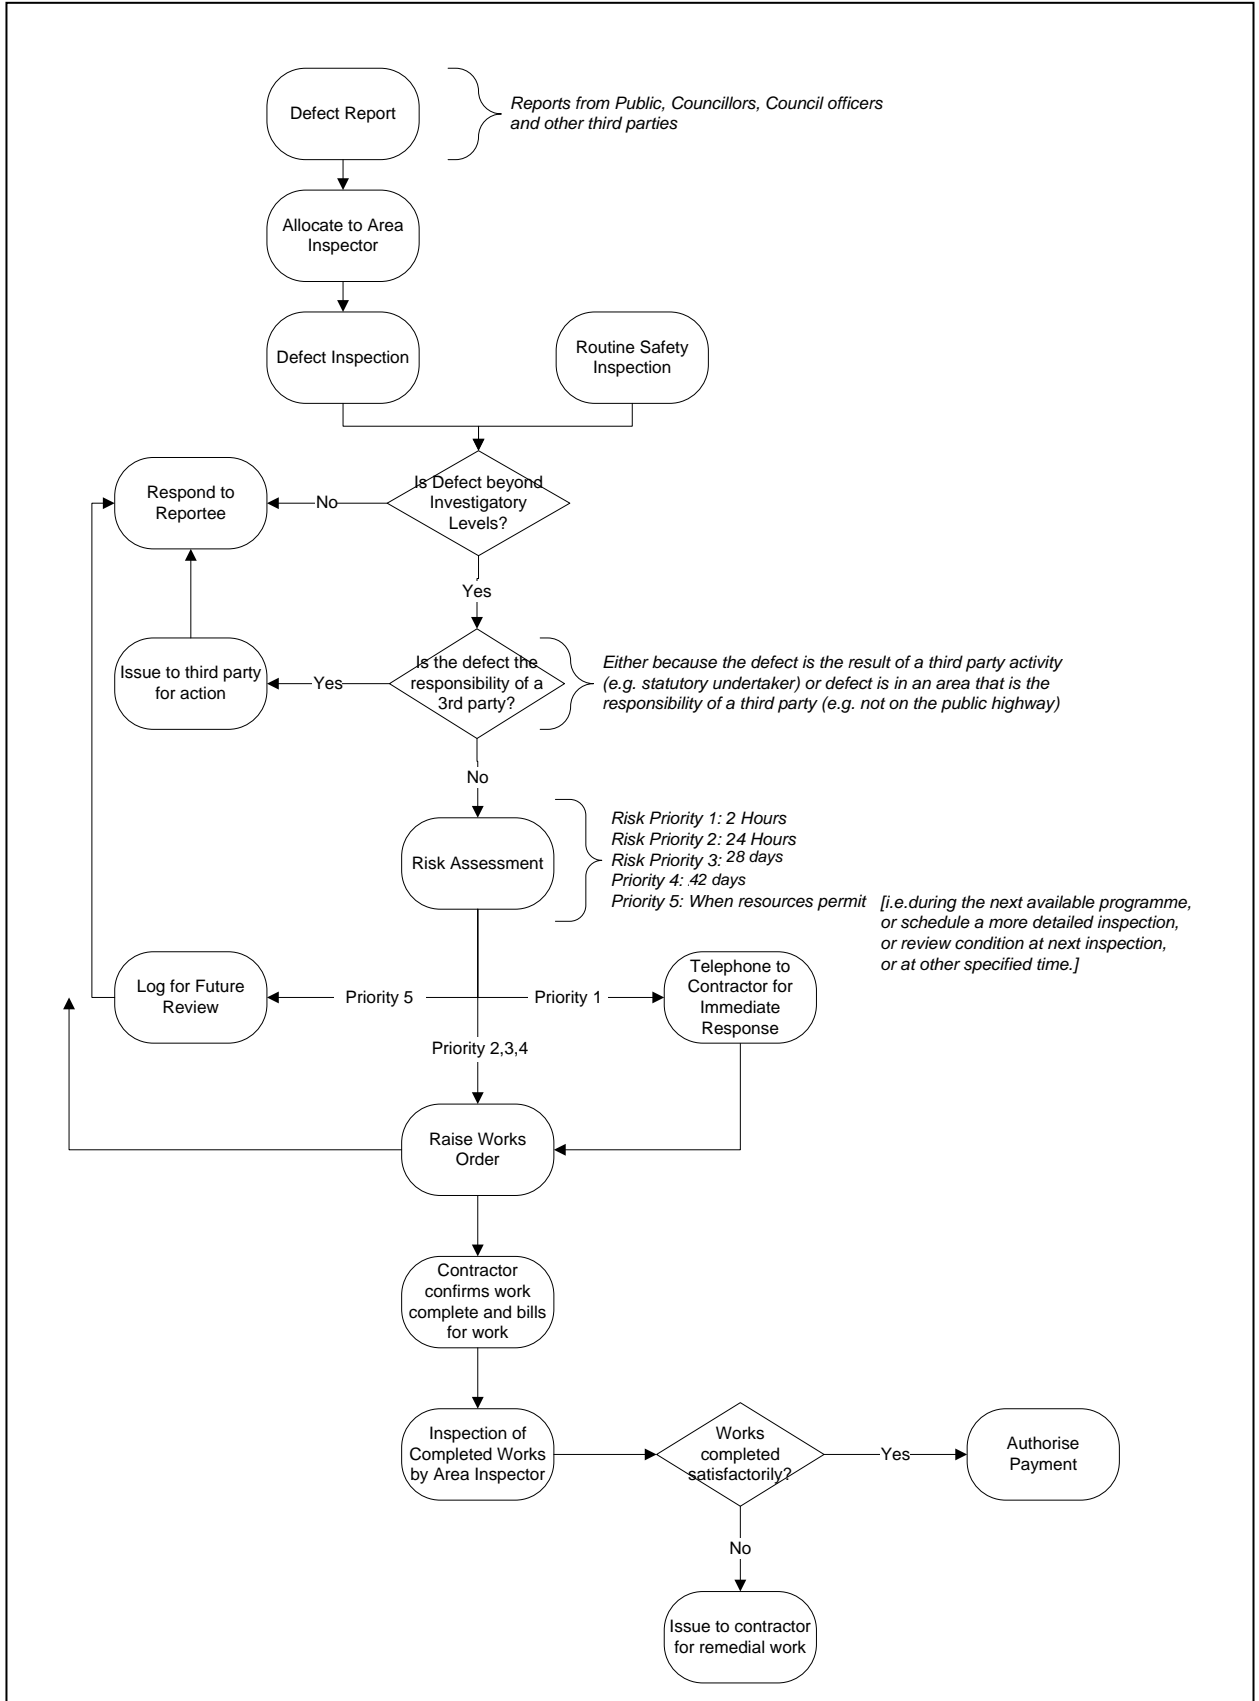 Defect Report
Reports from Public, Councillors, Council officers
and other third parties
Allocate to Area
Inspector
Defect Inspection
Routine Safety
Inspection
Is Defect beyond
Investigatory
Levels?
No
Respond to
Reportee
Yes
Is the defect the
responsibility of a
3rd party?
Yes
Issue to third party
for action
Either because the defect is the result of a third party activity
(e.g. statutory undertaker) or defect is in an area that is the
responsibility of a third party (e.g. not on the public highway)
No
Risk Assessment
Risk Priority 1: 2 Hours
Risk Priority 2: 24 Hours
Risk Priority 3: 28 days
Priority 4: 42 days
Priority 5: When resources permit [i.e.during the next available programme,
or schedule a more detailed inspection,
or review condition at next inspection,
or at other specified time.]
Log for Future
Review
Priority 5
Priority 1
Telephone to
Contractor for
Immediate
Response
Priority 2,3,4
Raise Works
Order
Contractor
confirms work
complete and bills
for work
Inspection of
Completed Works
by Area Inspector
Works
completed
satisfactorily?
Yes
Authorise
Payment
No
Issue to contractor
for remedial work